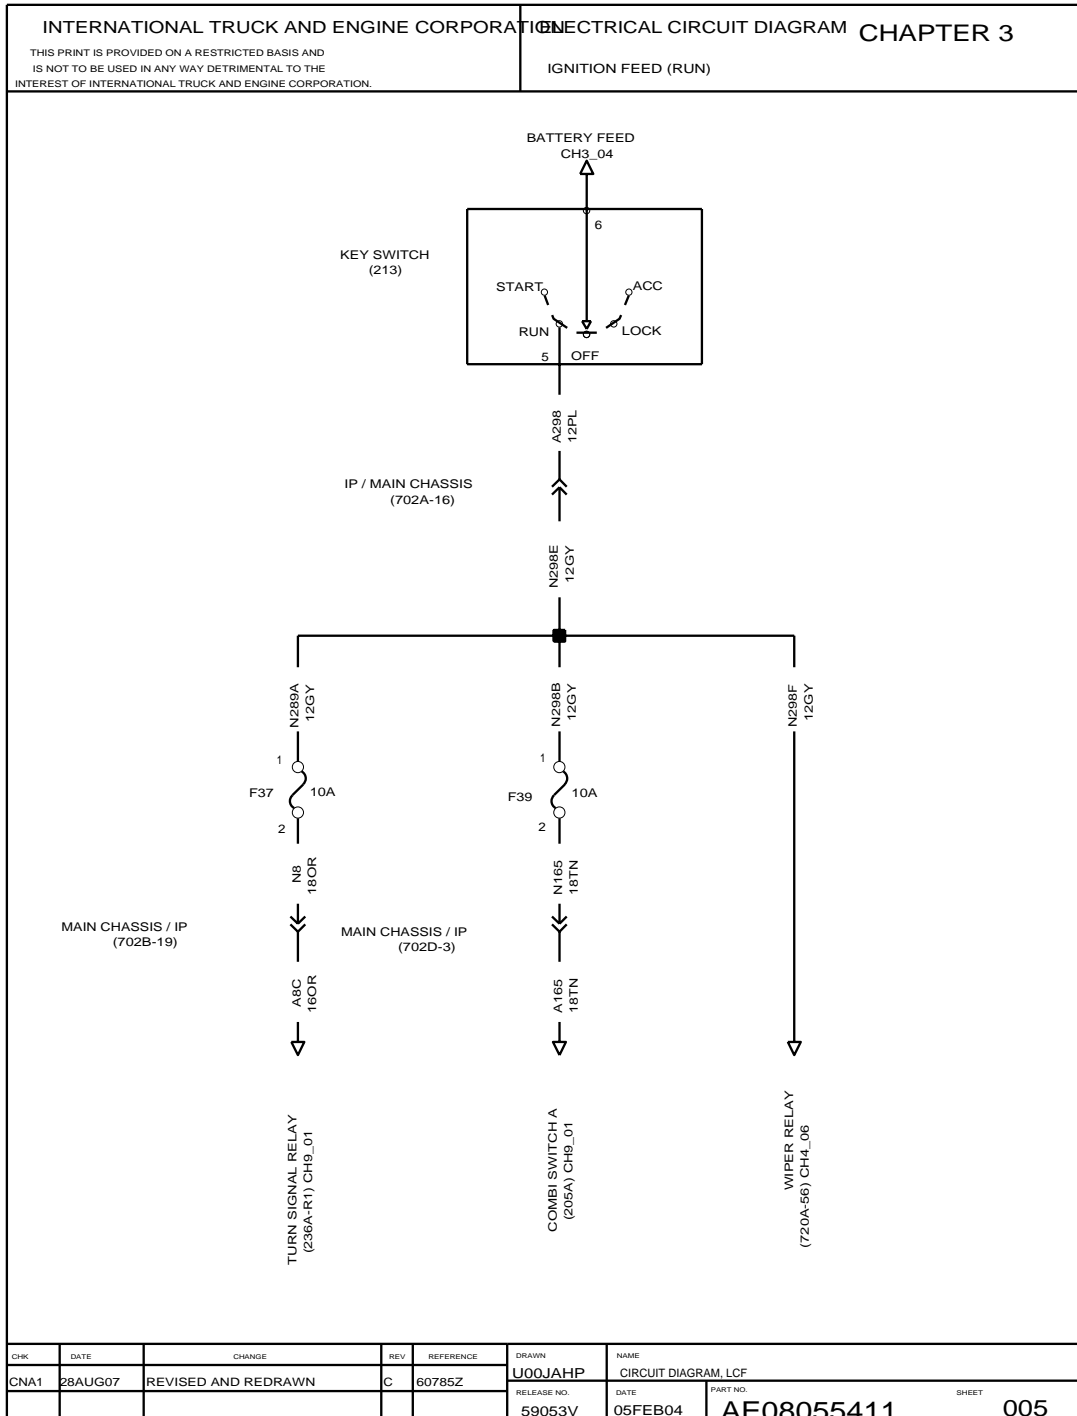 INTERNATIONAL TRUCK AND ENGINE CORPORATION
ELECTRICAL CIRCUIT DIAGRAM
CHAPTER 3
THIS PRINT IS PROVIDED ON A RESTRICTED BASIS AND
IS NOT TO BE USED IN ANY WAY DETRIMENTAL TO THE
INTEREST OF INTERNATIONAL TRUCK AND ENGINE CORPORATION.
IGNITION FEED (RUN)
BATTERY FEED
CH3_04
6
KEY SWITCH
(213)
START
ACC
RUN
LOCK
5
OFF
A298
12PL
IP / MAIN CHASSIS
(702A-16)
N298E
12GY
N289A
12GY
N298B
12GY
N298F
12GY
1
F37
10A
2
1
F39
10A
2
N8
18OR
N165
18TN
MAIN CHASSIS / IP
(702B-19)
MAIN CHASSIS / IP
(702D-3)
A8C
16OR
A165
18TN
TURN SIGNAL RELAY
(236A-R1) CH9_01
COMBI SWITCH A
(205A) CH9_01
WIPER RELAY
(720A-56) CH4_06
CHK DATE CHANGE REV REFERENCE
CNA1 28AUG07 REVISED AND REDRAWN C 60785Z
DRAWN
U00JAHP
NAME
CIRCUIT DIAGRAM, LCF
RELEASE NO.
59053V
DATE
05FEB04
PART NO.
AE08055411
SHEET
005